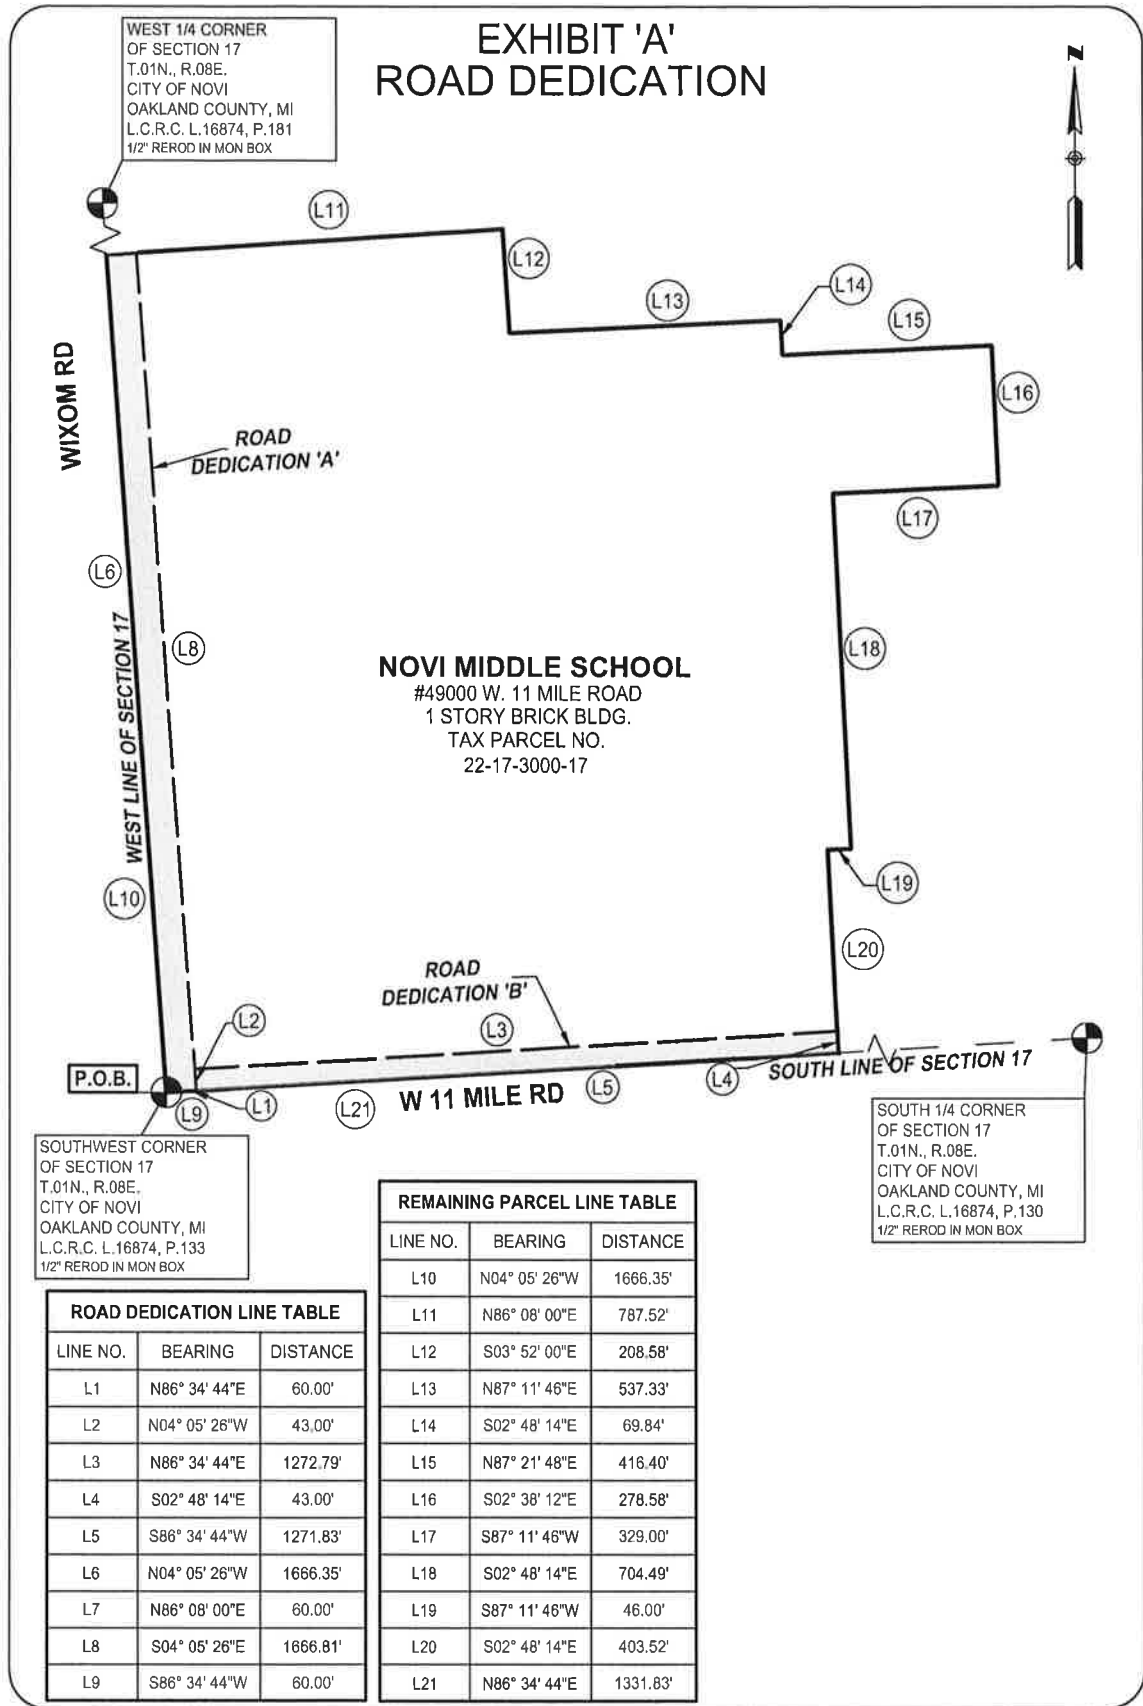 EXHIBIT 'A'
ROAD DEDICATION
WEST 1/4 CORNER
OF SECTION 17
T.01N., R.08E.
CITY OF NOVI
OAKLAND COUNTY, MI
L.C.R.C. L.16874, P.181
1/2" REROD IN MON BOX
N
L11
L12
L13
L14
L15
L16
L17
WIXOM RD
ROAD
DEDICATION 'A'
L6
L8
L18
WEST LINE OF SECTION 17
NOVI MIDDLE SCHOOL
#49000 W. 11 MILE ROAD
1 STORY BRICK BLDG.
TAX PARCEL NO.
22-17-3000-17
L10
L19
L20
ROAD
DEDICATION 'B'
L2
L3
P.O.B.
L9
L1
L21
W 11 MILE RD
L5
L4
SOUTH LINE OF SECTION 17
SOUTHWEST CORNER
OF SECTION 17
T.01N., R.08E.
CITY OF NOVI
OAKLAND COUNTY, MI
L.C.R.C. L.16874, P.133
1/2" REROD IN MON BOX
SOUTH 1/4 CORNER
OF SECTION 17
T.01N., R.08E.
CITY OF NOVI
OAKLAND COUNTY, MI
L.C.R.C. L.16874, P.130
1/2" REROD IN MON BOX
ROAD DEDICATION LINE TABLE
LINE NO. BEARING DISTANCE
L1 N86° 34' 44"E 60.00'
L2 N04° 05' 26"W 43.00'
L3 N86° 34' 44"E 1272.79'
L4 S02° 48' 14"E 43.00'
L5 S86° 34' 44"W 1271.83'
L6 N04° 05' 26"W 1666.35'
L7 N86° 08' 00"E 60.00'
L8 S04° 05' 26"E 1666.81'
L9 S86° 34' 44"W 60.00'
REMAINING PARCEL LINE TABLE
LINE NO. BEARING DISTANCE
L10 N04° 05' 26"W 1666.35'
L11 N86° 08' 00"E 787.52'
L12 S03° 52' 00"E 208.58'
L13 N87° 11' 46"E 537.33'
L14 S02° 48' 14"E 69.84'
L15 N87° 21' 48"E 416.40'
L16 S02° 38' 12"E 278.58'
L17 S87° 11' 46"W 329.00'
L18 S02° 48' 14"E 704.49'
L19 S87° 11' 46"W 46.00'
L20 S02° 48' 14"E 403.52'
L21 N86° 34' 44"E 1331.83'